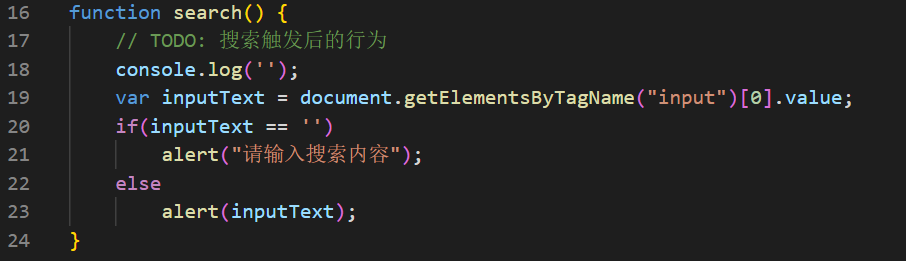 16 function search() {
17 // TODO: 搜索触发后的行为
18 console.log('');
19 var inputText = document.getElementsByTagName("input")[0].value;
20 if(inputText == '')
21 alert("请输入搜索内容");
22 else
23 alert(inputText);
24 }